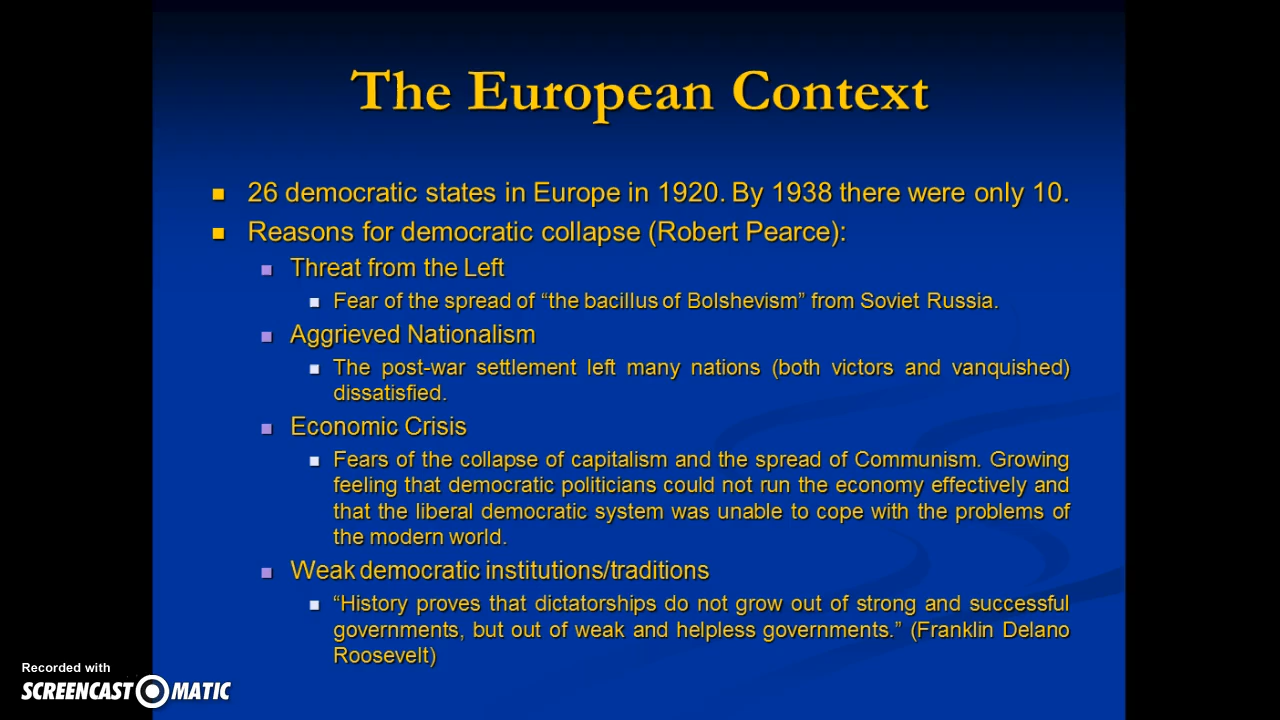 The European Context
26 democratic states in Europe in 1920. By 1938 there were only 10.
Reasons for democratic collapse (Robert Pearce):
Threat from the Left
Fear of the spread of “the bacillus of Bolshevism” from Soviet Russia.
Aggrieved Nationalism
The post-war settlement left many nations (both victors and vanquished)
dissatisfied.
Economic Crisis
Fears of the collapse of capitalism and the spread of Communism. Growing
feeling that democratic politicians could not run the economy effectively and
that the liberal democratic system was unable to cope with the problems of
the modern world.
Weak democratic institutions/traditions
“History proves that dictatorships do not grow out of strong and successful
governments, but out of weak and helpless governments.” (Franklin Delano
Roosevelt)
Recorded with
SCREENCAST O MATIC